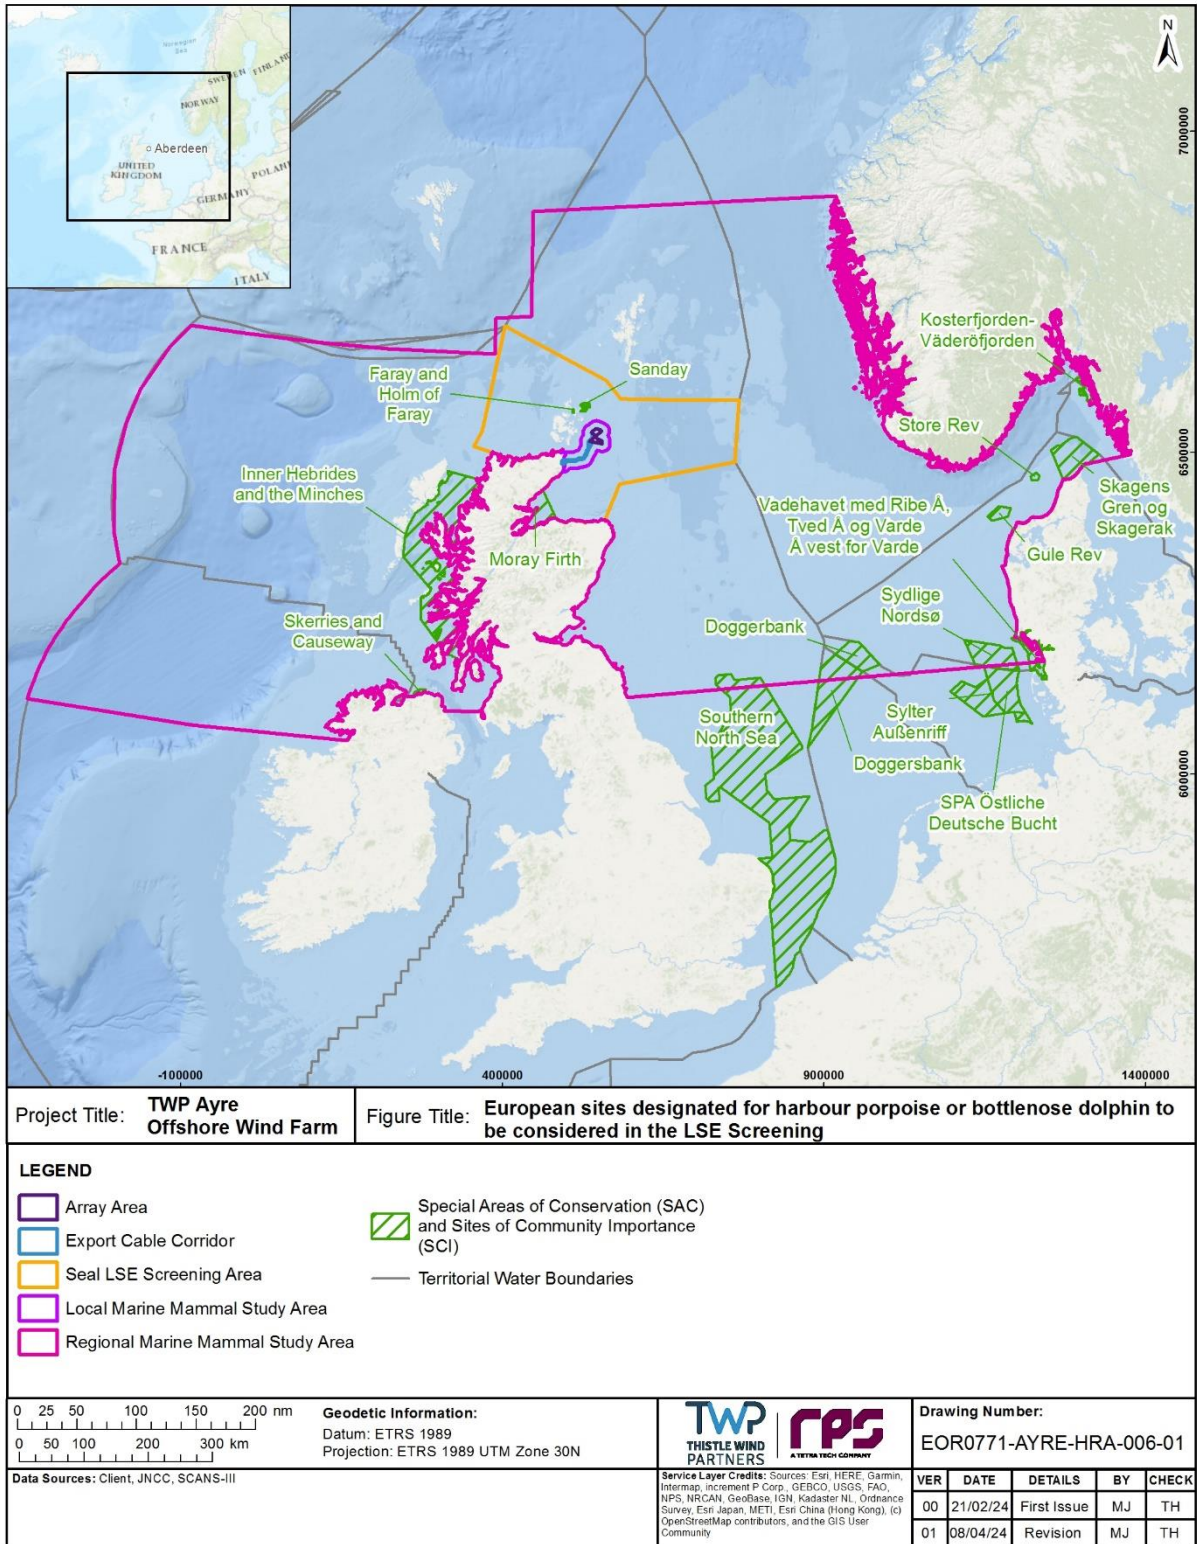 Norwegian
Sea
SWEDEN
FINLAND
NORWAY
Aberdeen
UNITED
KINGDOM
POLAND
GERMANY
FRANCE
ITALY
N
7000000
6500000
6000000
Kosterfjorden-
Väderöfjorden
Faray and
Holm of
Faray
Sanday
Store Rev
Inner Hebrides
and the Minches
Vadehavet med Ribe Å,
Tved Å og Varde
Å vest for Varde
Skagens
Gren og
Skagerak
Moray Firth
Gule Rev
Sydlige
Nordsø
Skerries and
Causeway
Doggerbank
Southern
North Sea
Sylter
Außenriff
Doggersbank
SPA Östliche
Deutsche Bucht
-100000
400000
900000
1400000
Project Title:
TWP Ayre
Offshore Wind Farm
Figure Title:
European sites designated for harbour porpoise or bottlenose dolphin to
be considered in the LSE Screening
LEGEND
Array Area
Export Cable Corridor
Seal LSE Screening Area
Local Marine Mammal Study Area
Regional Marine Mammal Study Area
Special Areas of Conservation (SAC)
and Sites of Community Importance
(SCI)
Territorial Water Boundaries
0 25 50 100 150 200 nm
0 50 100 200 300 km
Geodetic Information:
Datum: ETRS 1989
Projection: ETRS 1989 UTM Zone 30N
Data Sources: Client, JNCC, SCANS-III
TWP
THISTLE WIND
PARTNERS
rps
A TETRA TECH COMPANY
Service Layer Credits: Sources: Esri, HERE, Garmin,
Intermap, increment P Corp., GEBCO, USGS, FAO,
NPS, NRCAN, GeoBase, IGN, Kadaster NL, Ordnance
Survey, Esri Japan, METI, Esri China (Hong Kong), (c)
OpenStreetMap contributors, and the GIS User
Community
Drawing Number:
EOR0771-AYRE-HRA-006-01
VER DATE DETAILS BY CHECK
00 21/02/24 First Issue MJ TH
01 08/04/24 Revision MJ TH